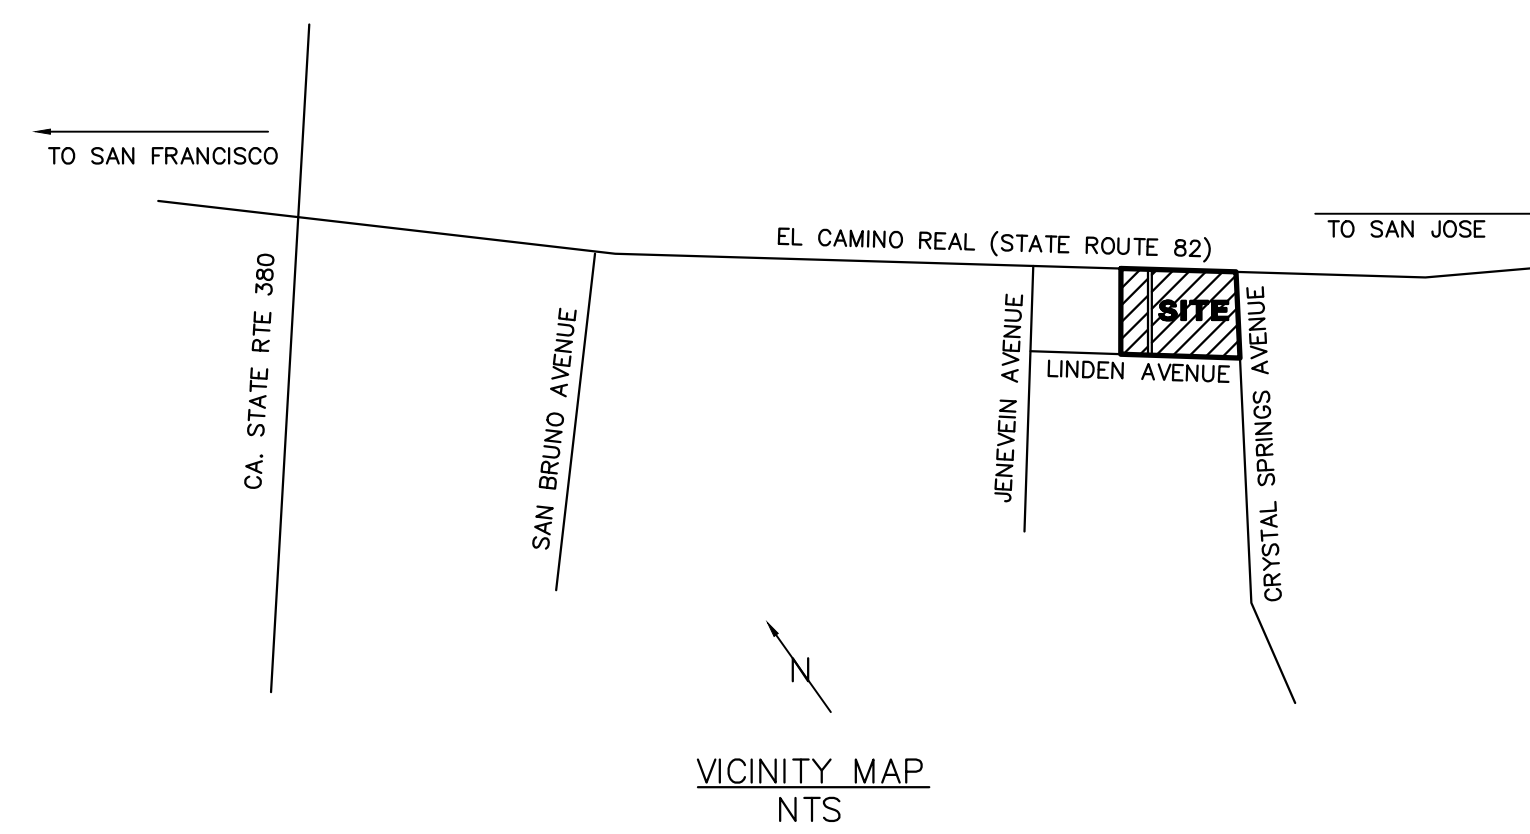 TO SAN FRANCISCO
EL CAMINO REAL (STATE ROUTE 82)
TO SAN JOSE
CA. STATE RTE 380
SAN BRUNO AVENUE
JENEVEIN AVENUE
SITE
LINDEN AVENUE
CRYSTAL SPRINGS AVENUE
N
VICINITY MAP
NTS